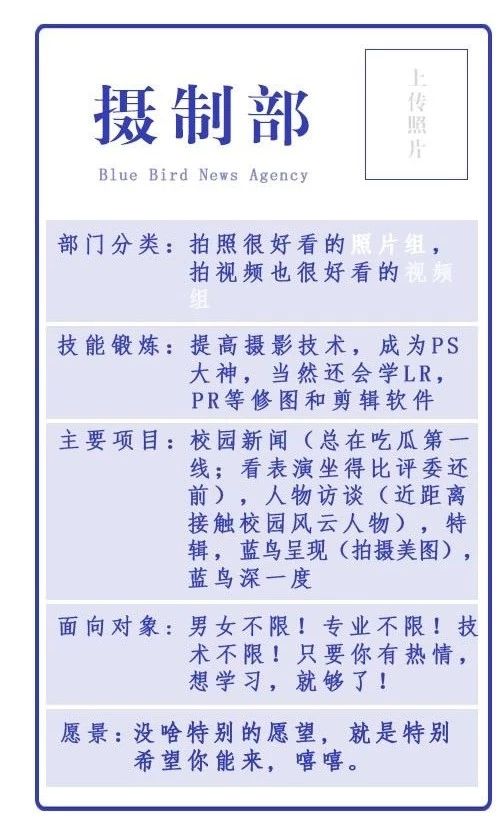 摄制部
Blue Bird News Agency
上传照片
部门分类：拍照很好看的照片组，
拍视频也很好看的视频
组
技能锻炼：提高摄影技术，成为PS
大神，当然还会学LR，
PR等修图和剪辑软件
主要项目：校园新闻（总在吃瓜第一
线；看表演坐得比评委还
前），人物访谈（近距离
接触校园风云人物），特
辑，蓝鸟呈现（拍摄美图），
蓝鸟深一度
面向对象：男女不限！专业不限！技
术不限！只要你有热情，
想学习，就够了！
愿景：没啥特别的愿望，就是特别
希望你能来，嘻嘻。